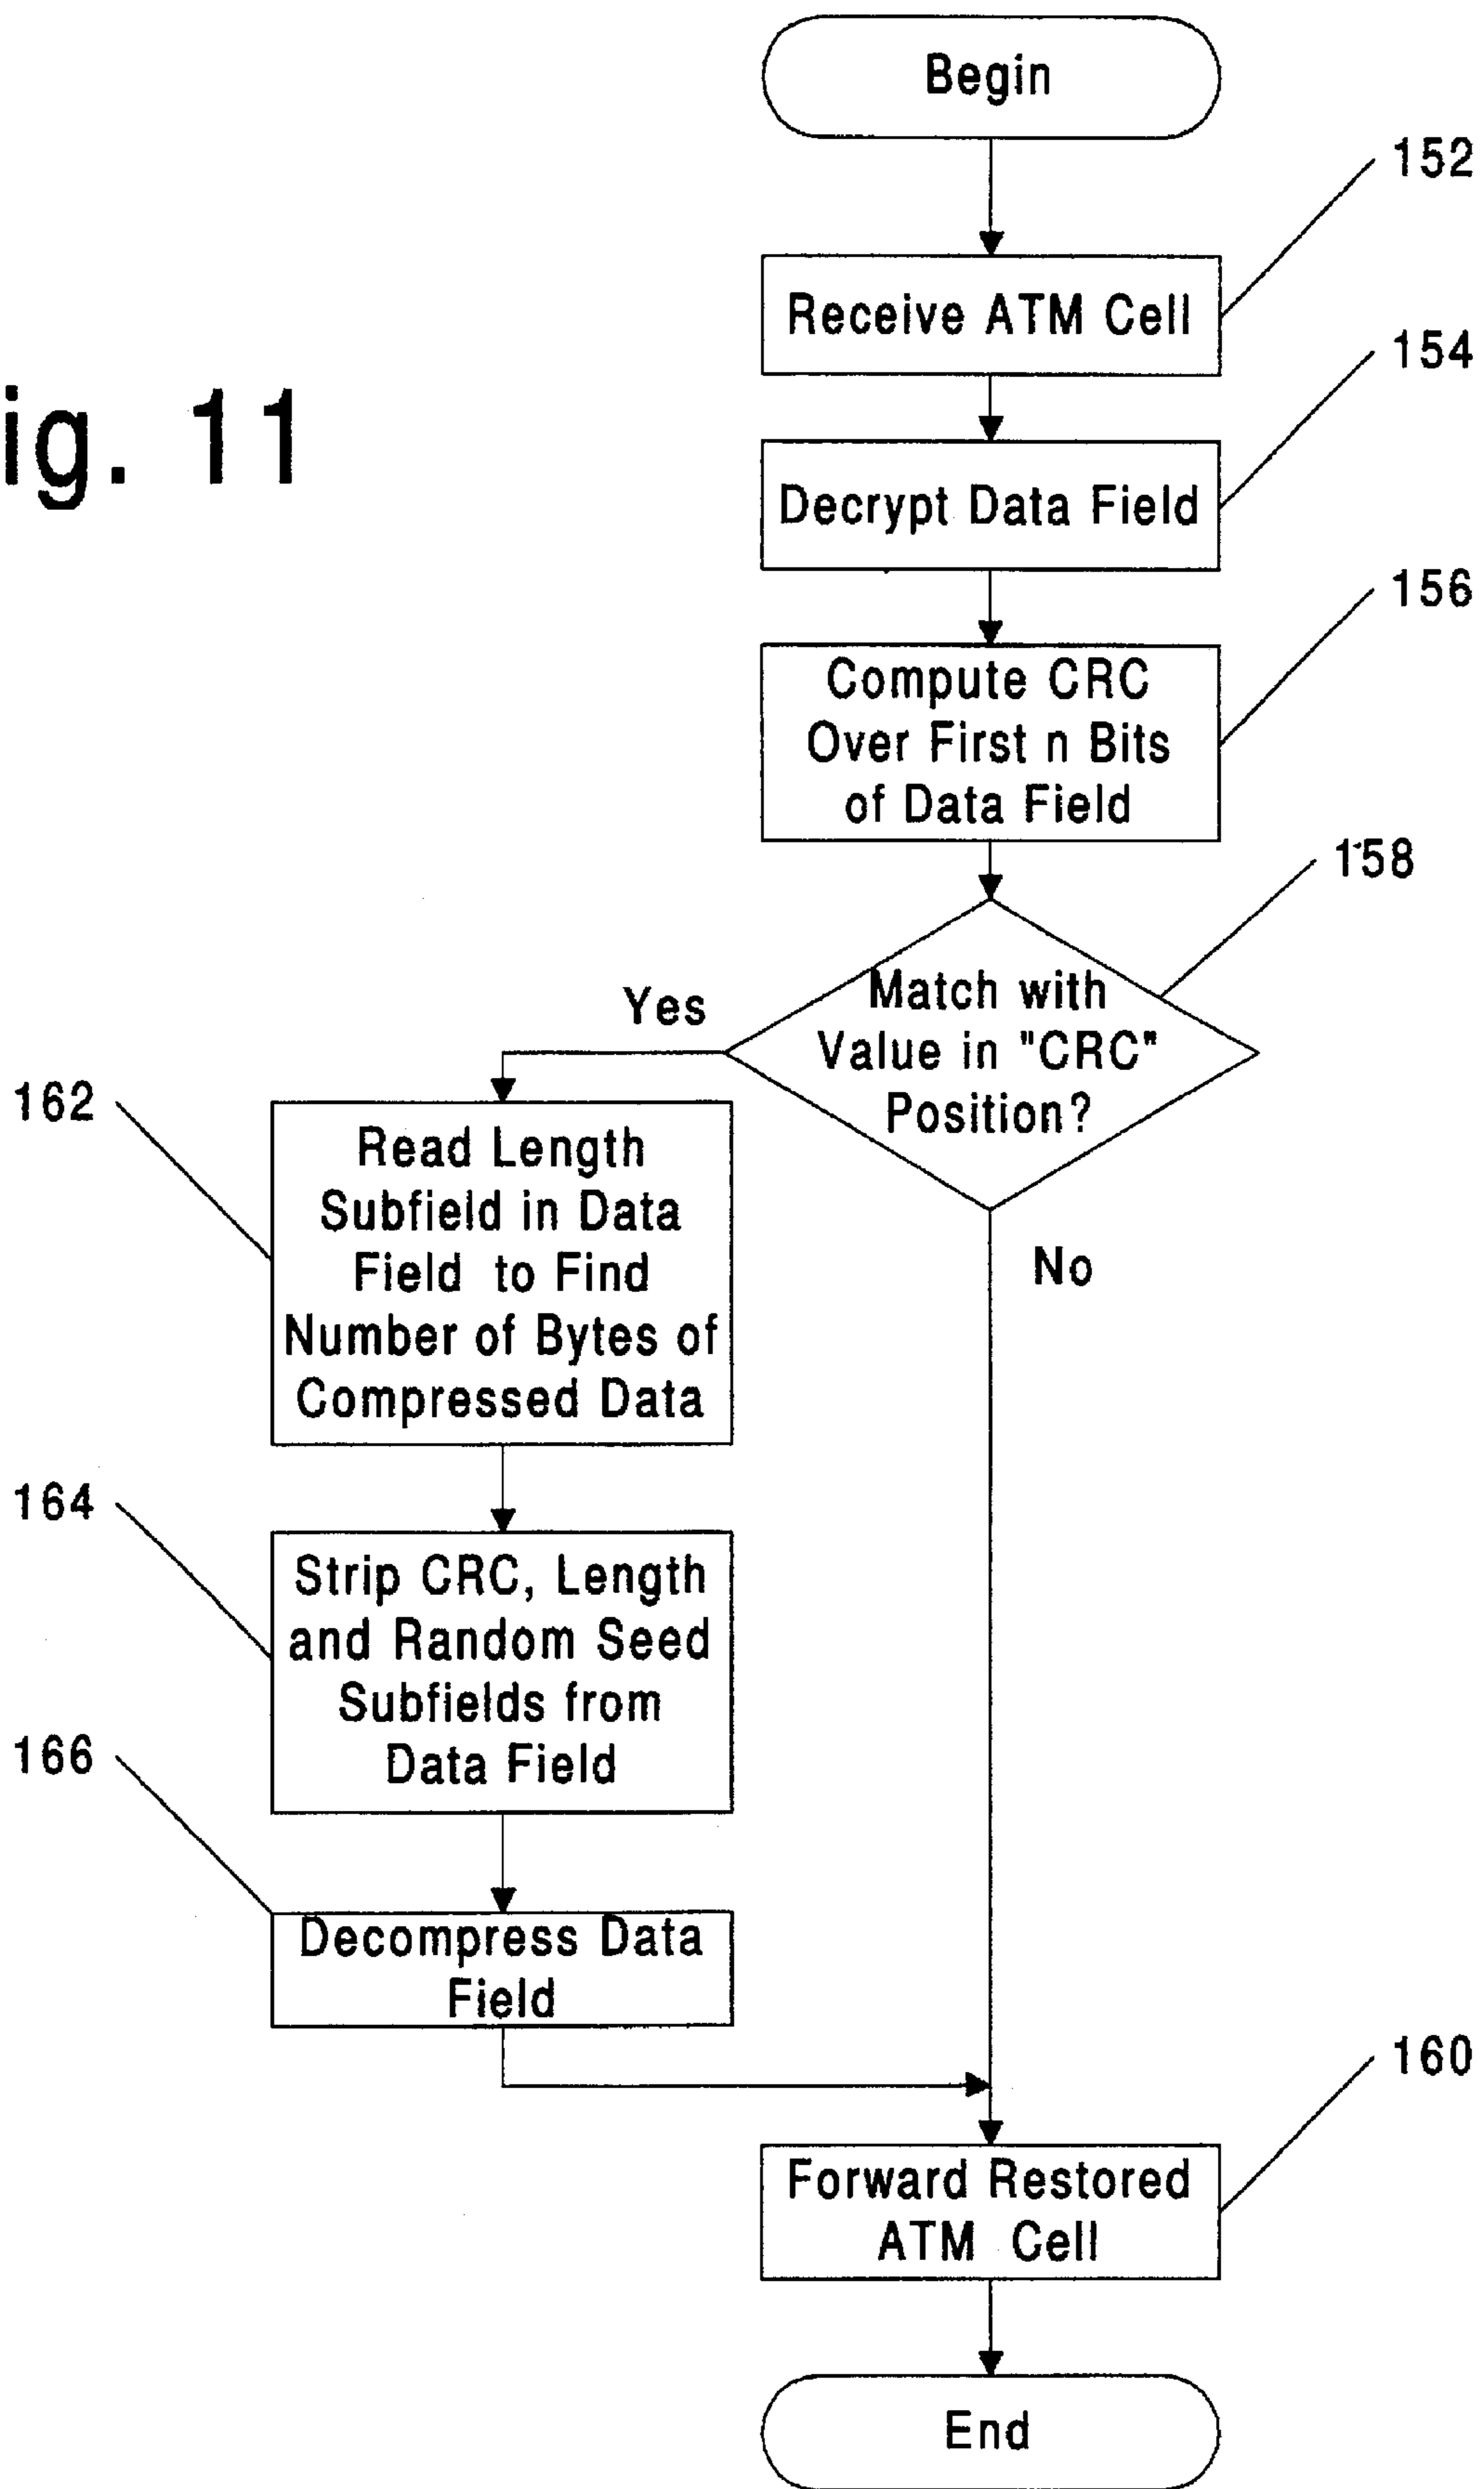 ig. 11
Begin
152
Receive ATM Cell
154
Decrypt Data Field
156
Compute CRC
Over First n Bits
of Data Field
158
Match with
Value in "CRC"
Position?
Yes
No
162
Read Length
Subfield in Data
Field to Find
Number of Bytes of
Compressed Data
164
Strip CRC, Length
and Random Seed
Subfields from
Data Field
166
Decompress Data
Field
160
Forward Restored
ATM Cell
End